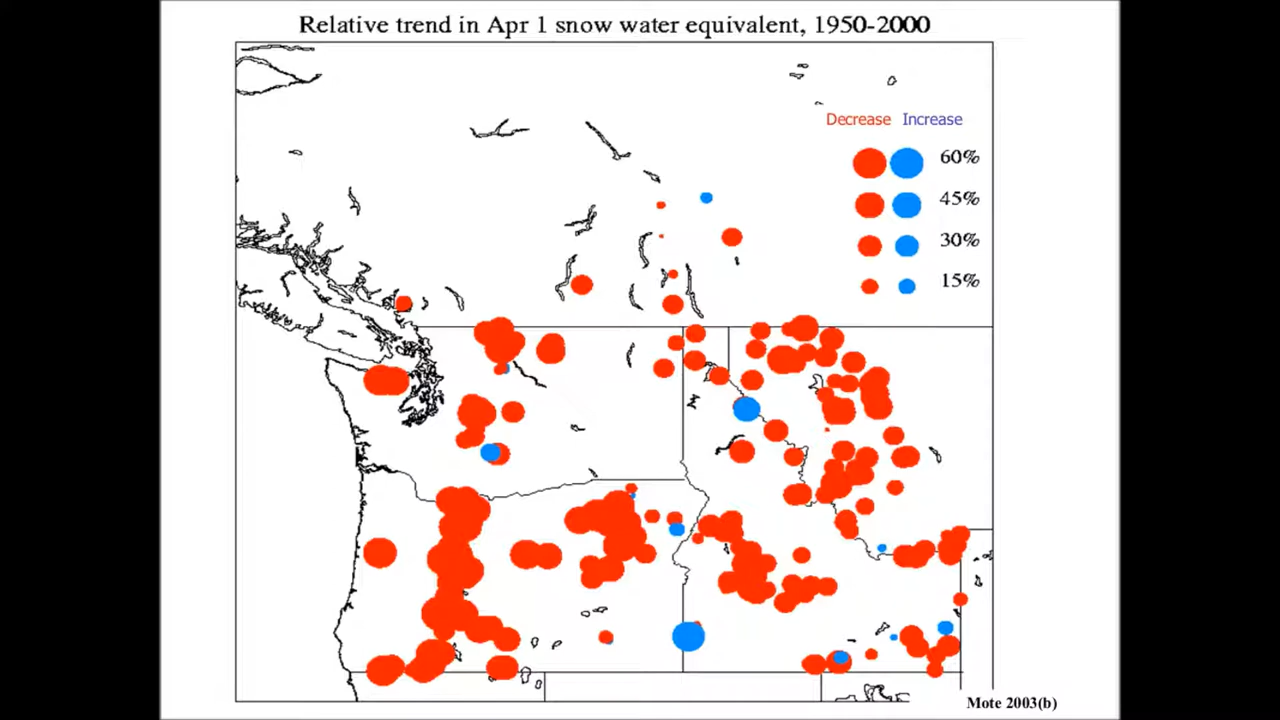 Relative trend in Apr 1 snow water equivalent, 1950-2000
Decrease Increase
60%
45%
30%
15%
Mote 2003(b)